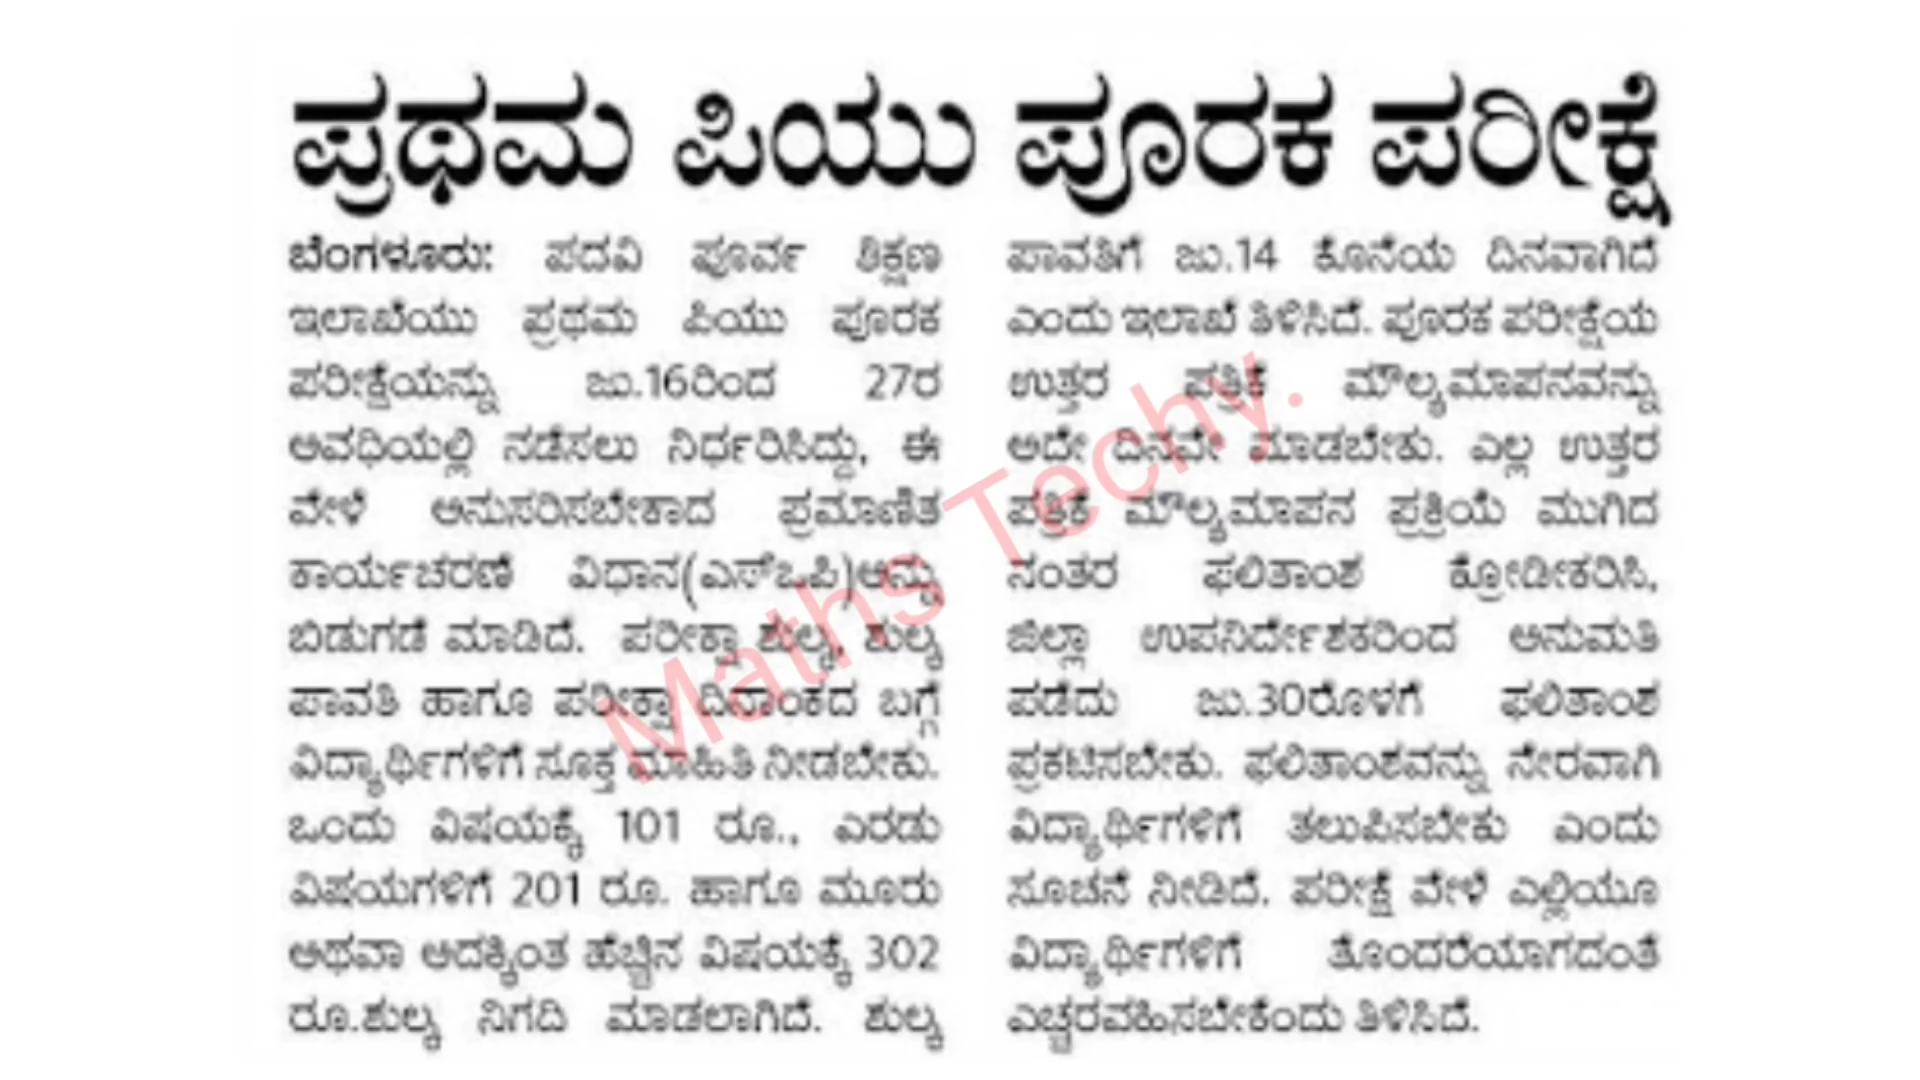 ಪ್ರಥಮ ಪಿಯು ಪೂರಕ ಪರೀಕ್ಷೆ
ಬೆಂಗಳೂರು: ಪದವಿ ಪೂರ್ವ ಶಿಕ್ಷಣ
ಇಲಾಖೆಯು ಪ್ರಥಮ ಪಿಯು ಪೂರಕ
ಪರೀಕ್ಷೆಯನ್ನು ಜು.16ರಿಂದ 27ರ
ಅವಧಿಯಲ್ಲಿ ನಡೆಸಲು ನಿರ್ಧರಿಸಿದ್ದು, ಈ
ವೇಳೆ ಅನುಸರಿಸಬೇಕಾದ ಪ್ರಮಾಣಿತ
ಕಾರ್ಯಚರಣೆ ವಿಧಾನ(ಎಸ್ಒಪಿ)ಅನ್ನು
ಬಿಡುಗಡೆ ಮಾಡಿದೆ. ಪರೀಕ್ಷಾ ಶುಲ್ಕ, ಶುಲ್ಕ
ಪಾವತಿ ಹಾಗೂ ಪರೀಕ್ಷಾ ದಿನಾಂಕದ ಬಗ್ಗೆ
ವಿದ್ಯಾರ್ಥಿಗಳಿಗೆ ಸೂಕ್ತ ಮಾಹಿತಿ ನೀಡಬೇಕು.
ಒಂದು ವಿಷಯಕ್ಕೆ 101 ರೂ., ಎರಡು
ವಿಷಯಗಳಿಗೆ 201 ರೂ. ಹಾಗೂ ಮೂರು
ಅಥವಾ ಅದಕ್ಕಿಂತ ಹೆಚ್ಚಿನ ವಿಷಯಕ್ಕೆ 302
ರೂ.ಶುಲ್ಕ ನಿಗದಿ ಮಾಡಲಾಗಿದೆ. ಶುಲ್ಕ
ಪಾವತಿಗೆ ಜು.14 ಕೊನೆಯ ದಿನವಾಗಿದೆ
ಎಂದು ಇಲಾಖೆ ತಿಳಿಸಿದೆ. ಪೂರಕ ಪರೀಕ್ಷೆಯ
ಉತ್ತರ ಪತ್ರಿಕೆ ಮೌಲ್ಯಮಾಪನವನ್ನು
ಅದೇ ದಿನವೇ ಮಾಡಬೇಕು. ಎಲ್ಲ ಉತ್ತರ
ಪತ್ರಿಕೆ ಮೌಲ್ಯಮಾಪನ ಪ್ರಕ್ರಿಯೆ ಮುಗಿದ
ನಂತರ ಫಲಿತಾಂಶ ಕ್ರೋಡೀಕರಿಸಿ,
ಜಿಲ್ಲಾ ಉಪನಿರ್ದೇಶಕರಿಂದ ಅನುಮತಿ
ಪಡೆದು ಜು.30ರೊಳಗೆ ಫಲಿತಾಂಶ
ಪ್ರಕಟಿಸಬೇಕು. ಫಲಿತಾಂಶವನ್ನು ನೇರವಾಗಿ
ವಿದ್ಯಾರ್ಥಿಗಳಿಗೆ ತಲುಪಿಸಬೇಕು ಎಂದು
ಸೂಚನೆ ನೀಡಿದೆ. ಪರೀಕ್ಷೆ ವೇಳೆ ಎಲ್ಲಿಯೂ
ವಿದ್ಯಾರ್ಥಿಗಳಿಗೆ ತೊಂದರೆಯಾಗದಂತೆ
ಎಚ್ಚರವಹಿಸಬೇಕೆಂದು ತಿಳಿಸಿದೆ.
Maths Techy.